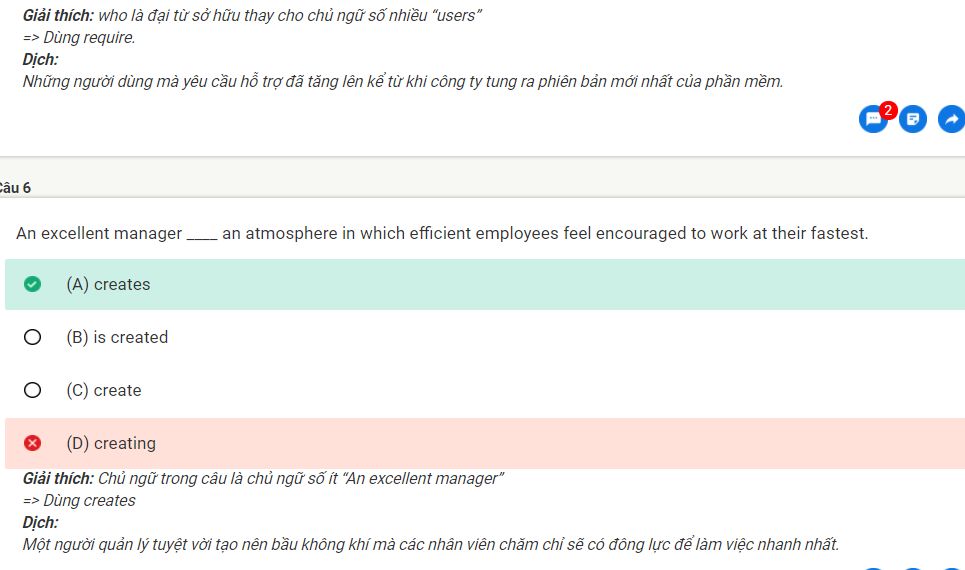 Giải thích: who là đại từ sở hữu thay cho chủ ngữ số nhiều “users”
=> Dùng require.
Dịch:
Những người dùng mà yêu cầu hỗ trợ đã tăng lên kể từ khi công ty tung ra phiên bản mới nhất của phần mềm.
2
Câu 6
An excellent manager ____ an atmosphere in which efficient employees feel encouraged to work at their fastest.
(A) creates
(B) is created
(C) create
(D) creating
Giải thích: Chủ ngữ trong câu là chủ ngữ số ít “An excellent manager”
=> Dùng creates
Dịch:
Một người quản lý tuyệt vời tạo nên bầu không khí mà các nhân viên chăm chỉ sẽ có đông lực để làm việc nhanh nhất.